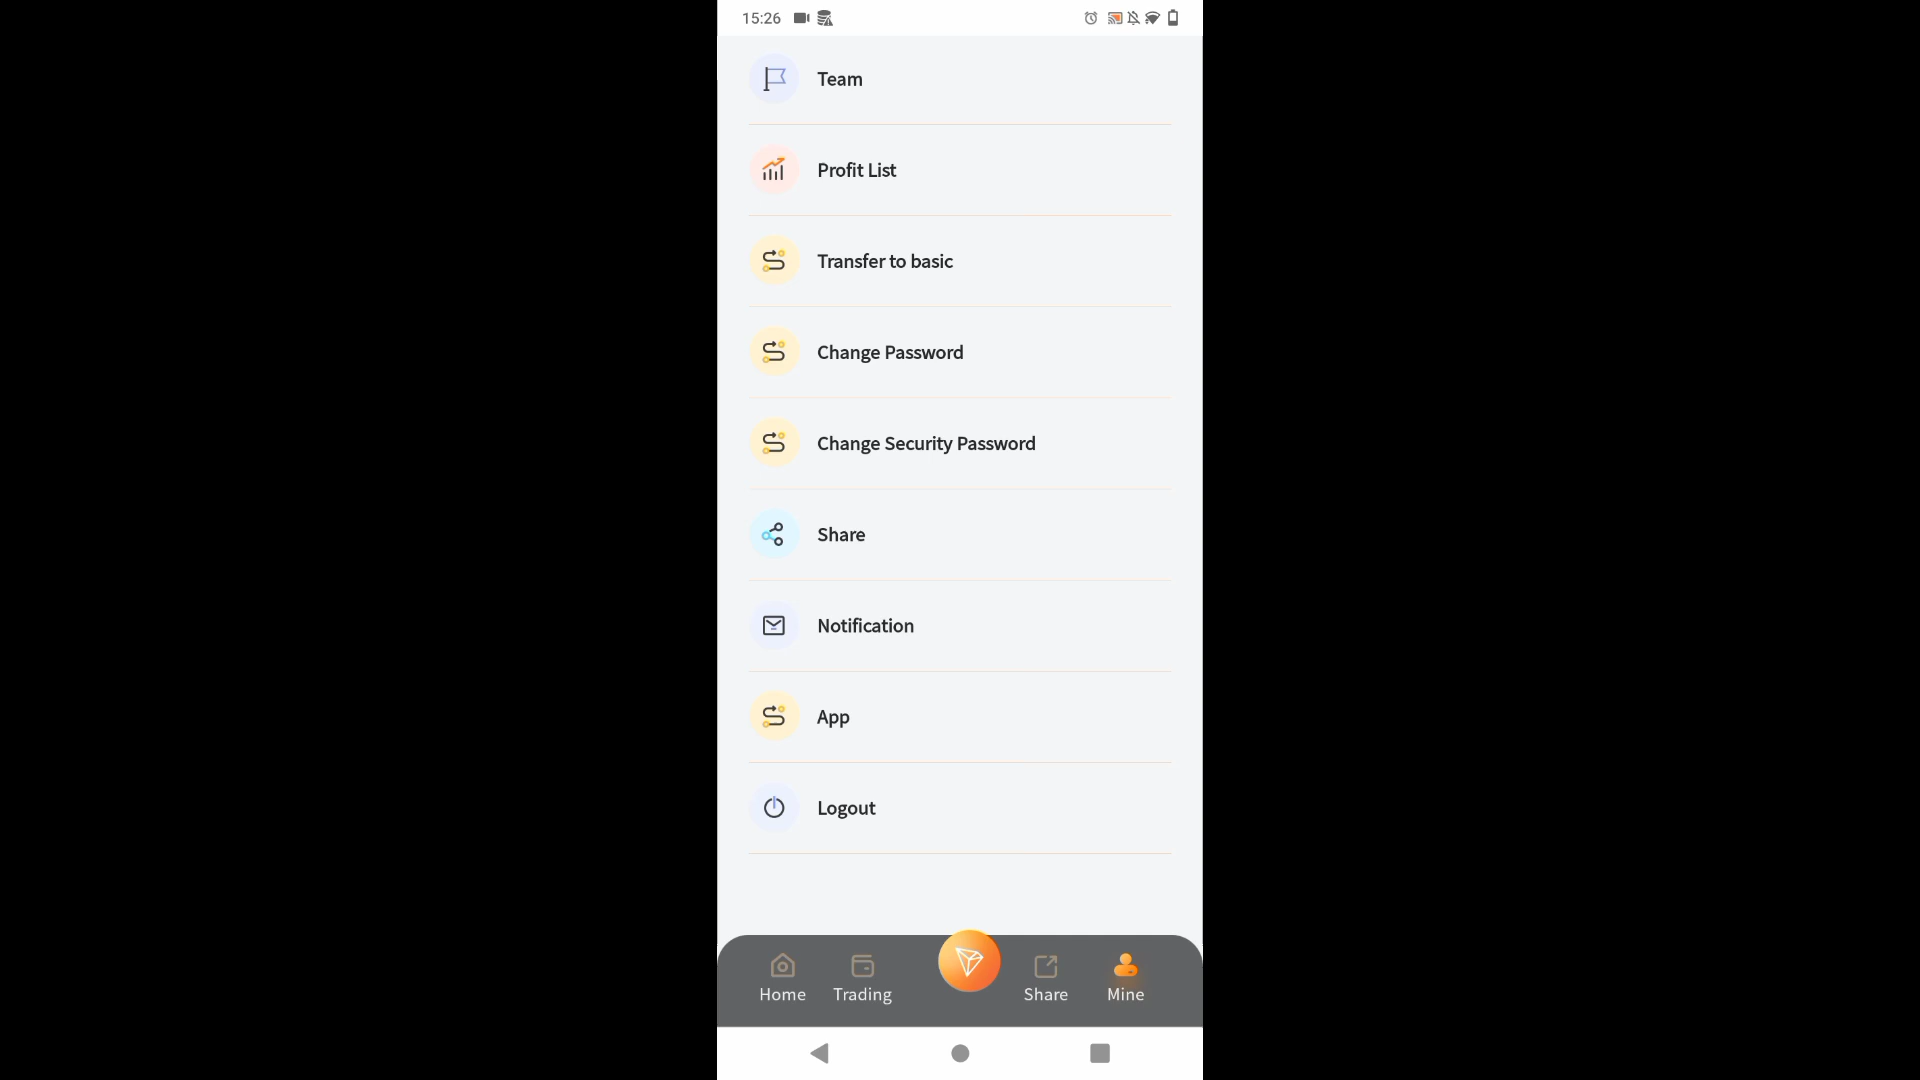 15:26
Team
Profit List
Transfer to basic
Change Password
Change Security Password
Share
Notification
App
Logout
Home
Trading
Share
Mine